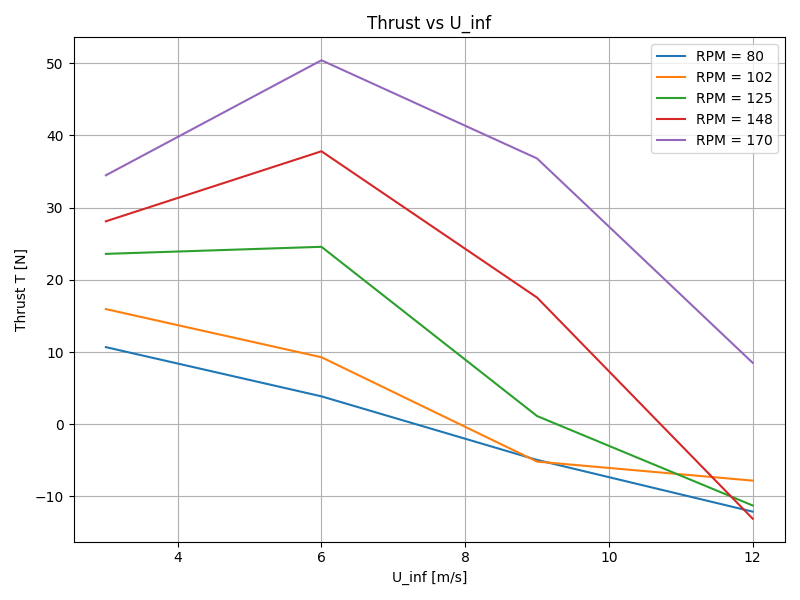 Thrust vs U_inf
RPM = 80
RPM = 102
RPM = 125
RPM = 148
RPM = 170
Thrust T [N]
50
40
30
20
10
0
−10
4 6 8 10 12
U_inf [m/s]